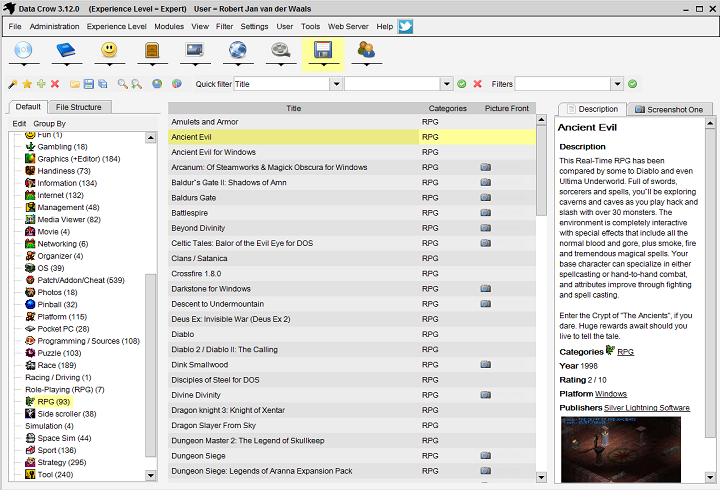 Data Crow 3.12.0 (Experience Level = Expert) User = Robert Jan van der Waals
File Administration Experience Level Modules View Filter Settings User Tools Web Server Help
Quick filter Title Filters
Default File Structure
Edit Group By
Fun (1)
Gambling (18)
Graphics (+Editor) (184)
Handiness (73)
Information (134)
Internet (132)
Management (48)
Media Viewer (82)
Movie (4)
Networking (6)
Organizer (4)
OS (39)
Patch/Addon/Cheat (539)
Photos (18)
Pinball (32)
Platform (115)
Pocket PC (28)
Programming / Sources (108)
Puzzle (103)
Race (189)
Racing / Driving (1)
Role-Playing (RPG) (7)
RPG (93)
Side scroller (38)
Simulation (4)
Space Sim (44)
Sport (136)
Strategy (295)
Tool (240)
Title Categories Picture Front
Amulets and Armor RPG
Ancient Evil RPG
Ancient Evil for Windows RPG
Arcanum: Of Steamworks & Magick Obscura for Windows RPG
Baldur's Gate II: Shadows of Amn RPG
Baldurs Gate RPG
Battlespire RPG
Beyond Divinity RPG
Celtic Tales: Balor of the Evil Eye for DOS RPG
Clans / Satanica RPG
Crossfire 1.8.0 RPG
Darkstone for Windows RPG
Descent to Undermountain RPG
Deus Ex: Invisible War (Deus Ex 2) RPG
Diablo RPG
Diablo 2 / Diablo II: The Calling RPG
Dink Smallwood RPG
Disciples of Steel for DOS RPG
Divine Divinity RPG
Dragon knight 3: Knight of Xentar RPG
Dragon Slayer From Sky RPG
Dungeon Master 2: The Legend of Skullkeep RPG
Dungeon Siege RPG
Dungeon Siege: Legends of Aranna Expansion Pack RPG
Description Screenshot One
Ancient Evil
Description
This Real-Time RPG has been
compared by some to Diablo and even
Ultima Underworld. Full of swords,
sorcerers and spells, you'll be exploring
caverns and caves as you play hack and
slash with over 30 monsters. The
environment is completely interactive
with special effects that include all the
normal blood and gore, plus smoke, fire
and tremendous magical spells. Your
base character can specialize in either
spellcasting or hand-to-hand combat,
and attributes improve through fighting
and spell casting.
Enter the Crypt of "The Ancients", if you
dare. Huge rewards await should you
live to tell the tale.
Categories RPG
Year 1998
Rating 2 / 10
Platform Windows
Publishers Silver Lightning Software